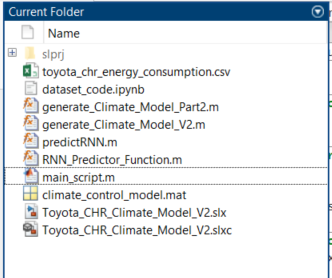 Current Folder
Name
slprj
toyota_chr_energy_consumption.csv
dataset_code.ipynb
generate_Climate_Model_Part2.m
generate_Climate_Model_V2.m
predictRNN.m
RNN_Predictor_Function.m
main_script.m
climate_control_model.mat
Toyota_CHR_Climate_Model_V2.slx
Toyota_CHR_Climate_Model_V2.slxc